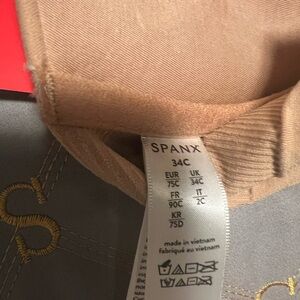 SPANX
34C
EUR UK
75C 34C
FR IT
90C 2C
KR
75D
made in vietnam
fabriqué au vietnam
S